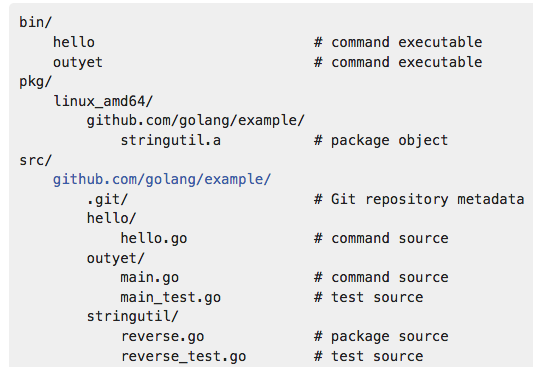 bin/
    hello                          # command executable
    outyet                         # command executable
pkg/
    linux_amd64/
        github.com/golang/example/
            stringutil.a           # package object
src/
    github.com/golang/example/
        .git/                      # Git repository metadata
        hello/
            hello.go               # command source
        outyet/
            main.go                # command source
            main_test.go           # test source
        stringutil/
            reverse.go             # package source
            reverse_test.go        # test source